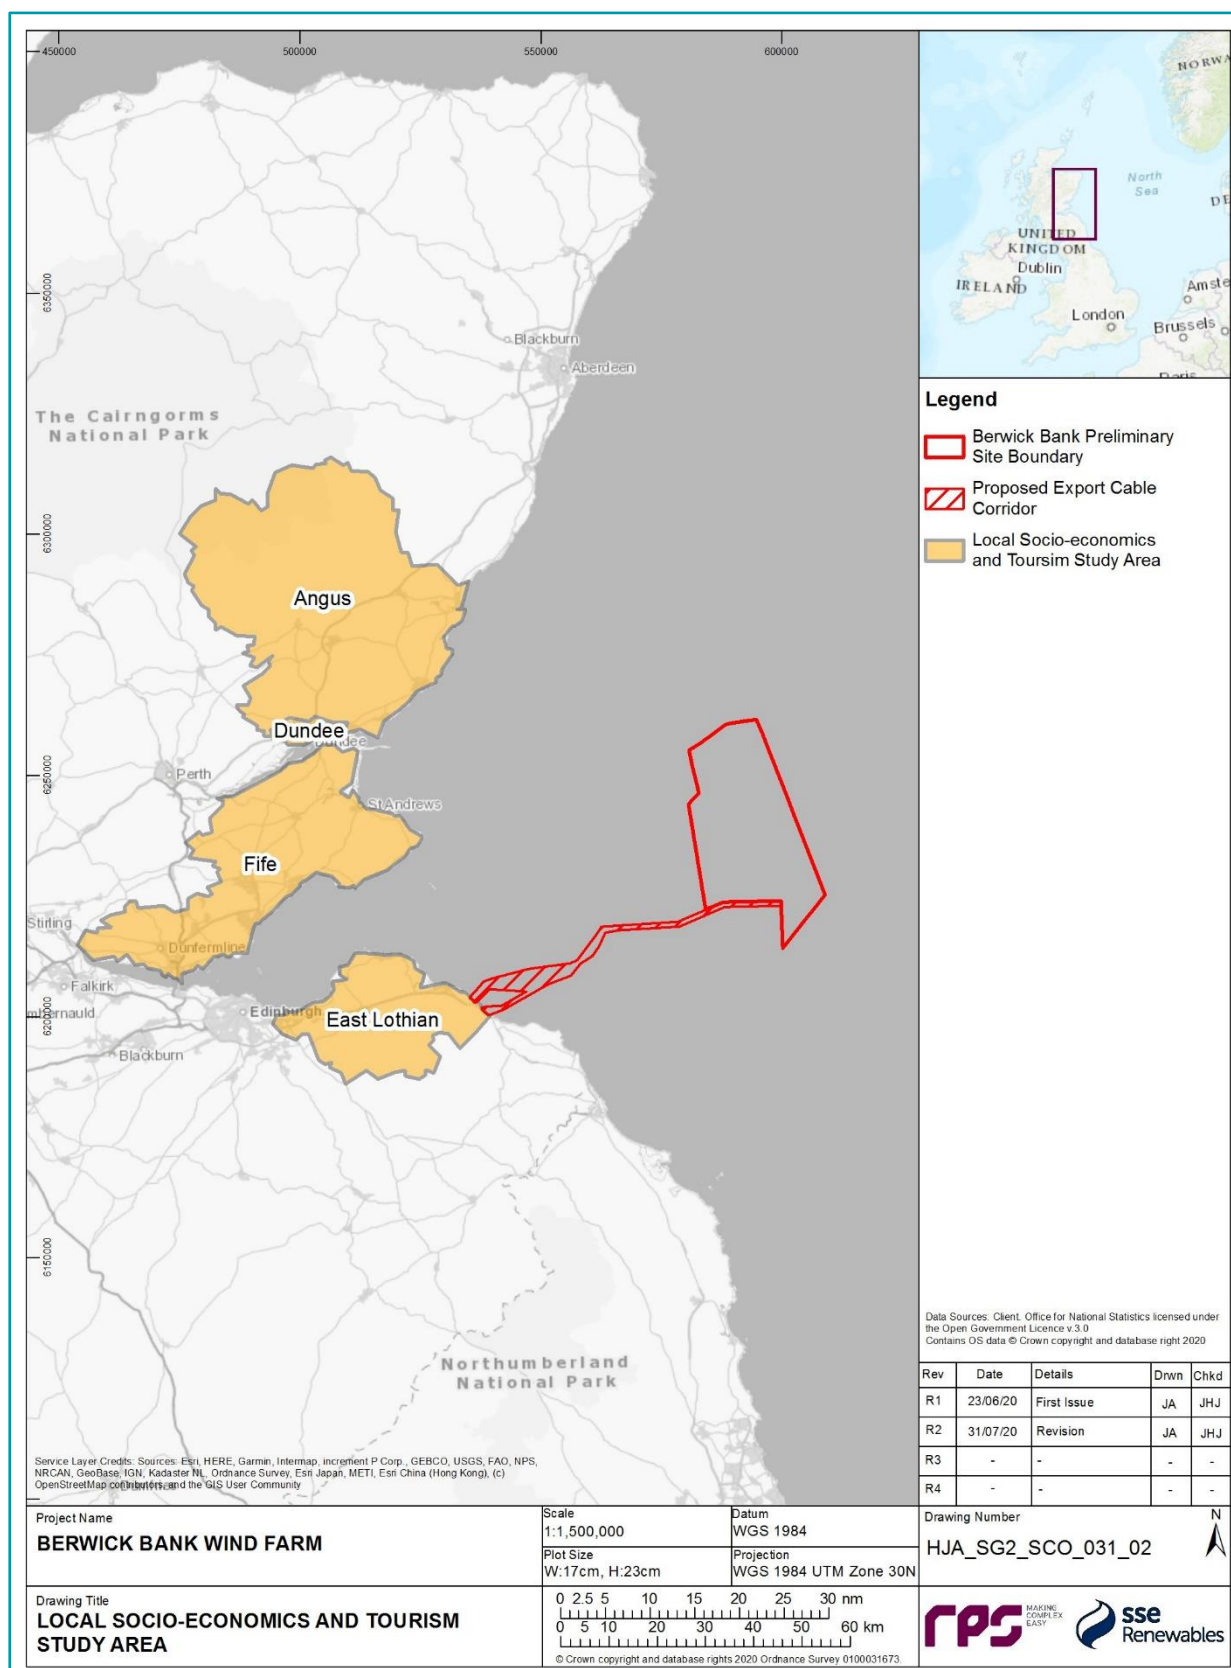 450000
500000
550000
600000
6350000
6300000
6250000
6200000
6150000
Blackburn
Aberdeen
The Cairngorms
National Park
Angus
Dundee
Dundee
Perth
St Andrews
Fife
Stirling
Dunfermline
Falkirk
mbernauld
Edinburgh
East Lothian
Blackburn
Northumberland
National Park
Service Layer Credits: Sources: Esri, HERE, Garmin, Intermap, increment P Corp., GEBCO, USGS, FAO, NPS,
NRCAN, GeoBase, IGN, Kadaster NL, Ordnance Survey, Esri Japan, METI, Esri China (Hong Kong), (c)
OpenStreetMap contributors, and the GIS User Community
NORWA
North
Sea
DE
UNITED
KINGDOM
Dublin
IRELAND
Amste
London
Brussels
Paris
Legend
Berwick Bank Preliminary
Site Boundary
Proposed Export Cable
Corridor
Local Socio-economics
and Toursim Study Area
Data Sources: Client. Office for National Statistics licensed under
the Open Government Licence v.3.0
Contains OS data © Crown copyright and database right 2020
Rev Date Details Drwn Chkd
R1 23/06/20 First Issue JA JHJ
R2 31/07/20 Revision JA JHJ
R3 - - - -
R4 - - - -
Project Name
BERWICK BANK WIND FARM
Scale
1:1,500,000
Datum
WGS 1984
Plot Size
W:17cm, H:23cm
Projection
WGS 1984 UTM Zone 30N
Drawing Number
HJA_SG2_SCO_031_02
N
Drawing Title
LOCAL SOCIO-ECONOMICS AND TOURISM
STUDY AREA
0 2.5 5 10 15 20 25 30 nm
0 5 10 20 30 40 50 60 km
© Crown copyright and database rights 2020 Ordnance Survey 0100031673.
rps
MAKING
COMPLEX
EASY
sse
Renewables